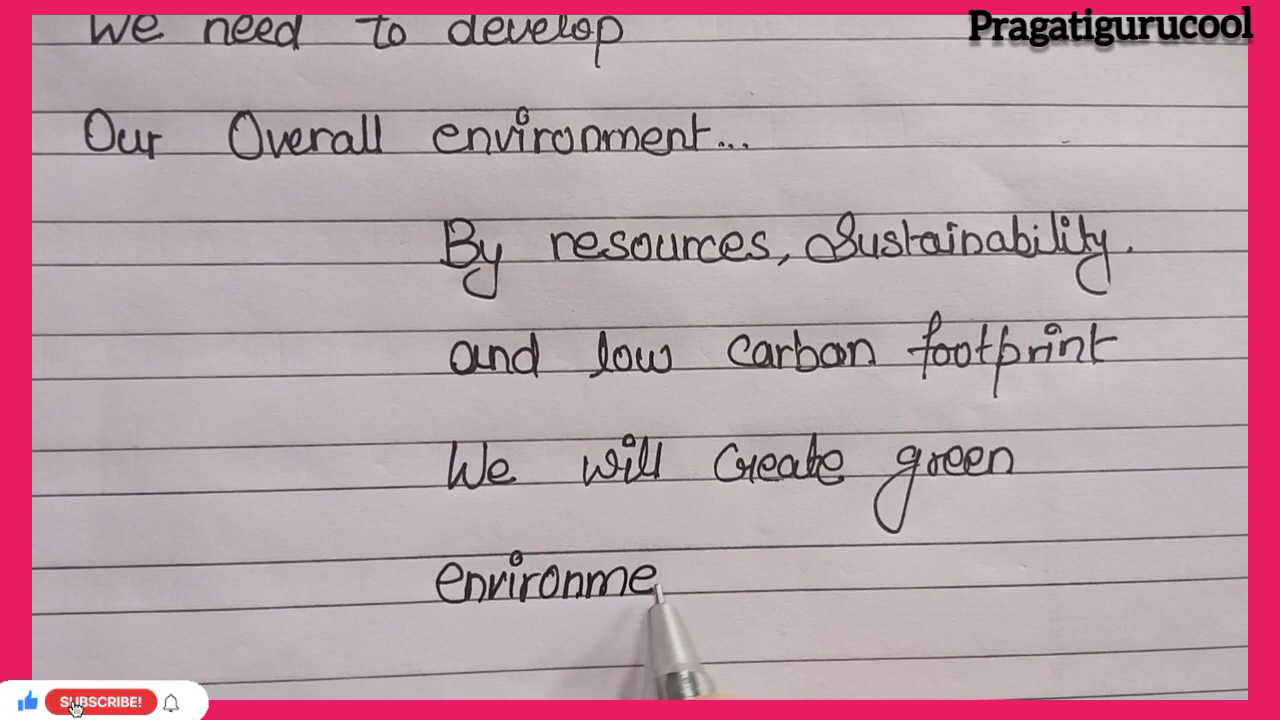 We need to develop
Pragatigurucool
Our Overall environment...
By resources, Sustainability.
and low carbon footprint
We will Create green
environme
SUBSCRIBE!